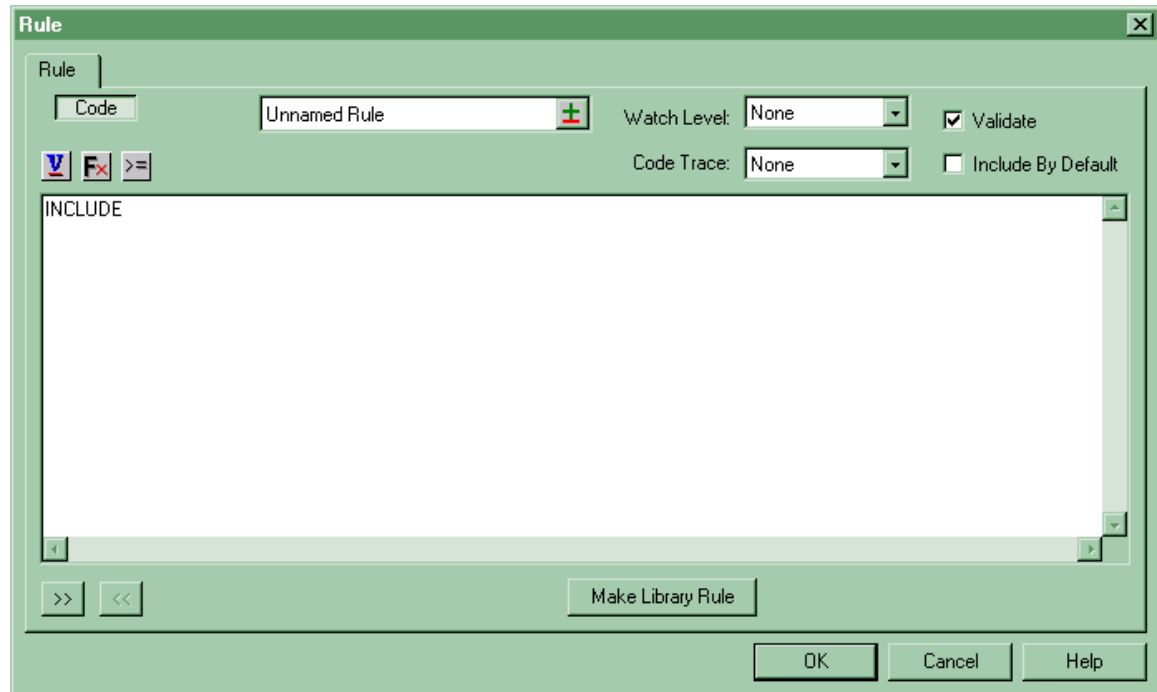 Rule
Rule
Code
Unnamed Rule
Watch Level: None
Validate
Code Trace: None
Include By Default
V Fx >=
INCLUDE
>> <<
Make Library Rule
OK Cancel Help